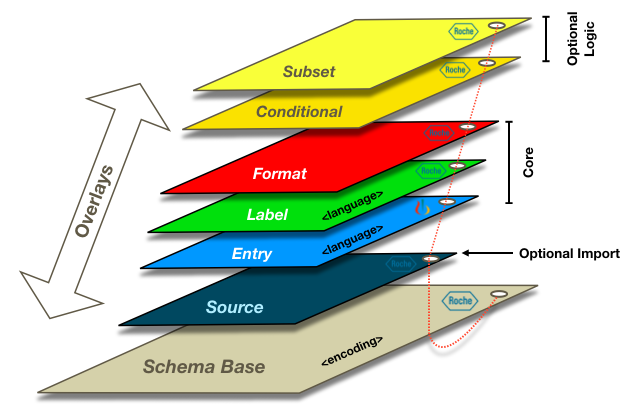 Roche
Subset
Optional
Logic
Roche
Conditional
Roche
Format
Core
Roche
Label
<language>
Overlays
Entry
<language>
Roche
Optional Import
Source
Roche
Schema Base
<encoding>